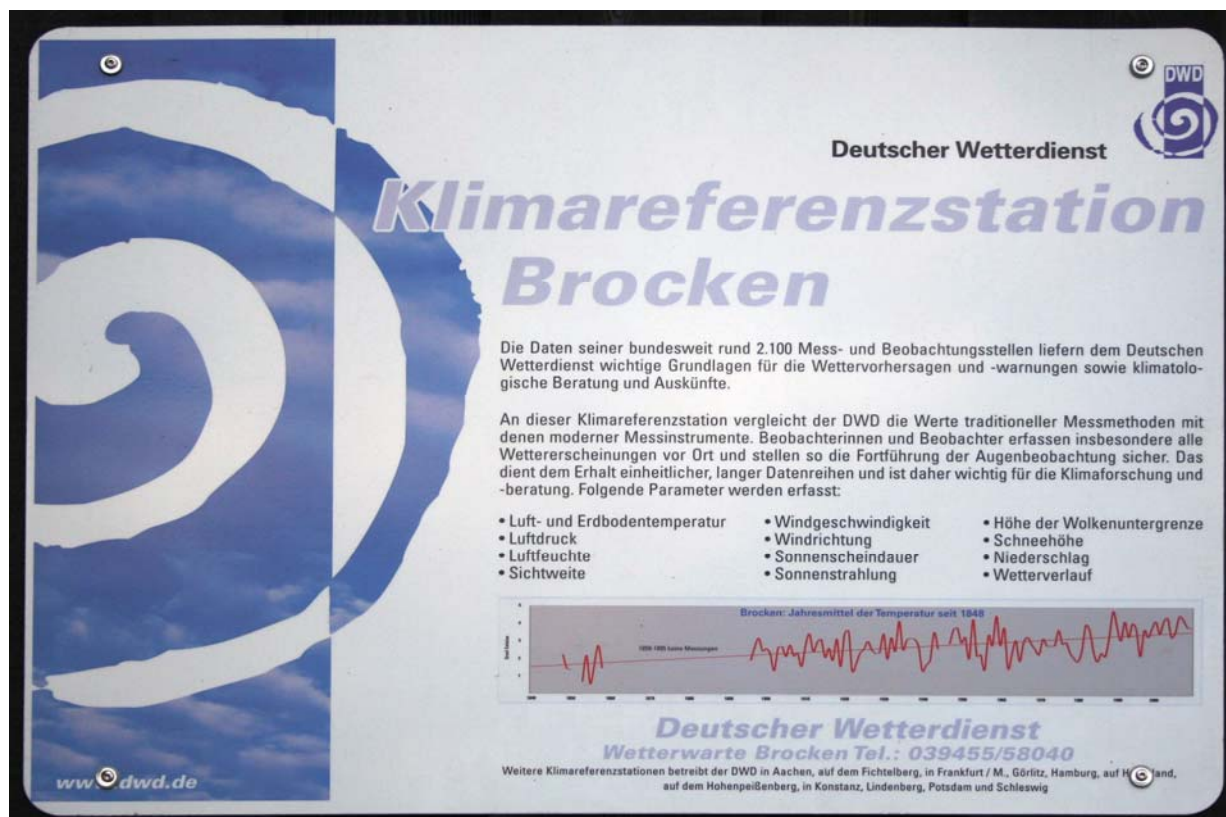 DWD
Deutscher Wetterdienst
Klimareferenzstation
Brocken
Die Daten seiner bundesweit rund 2.100 Mess- und Beobachtungsstellen liefern dem Deutschen
Wetterdienst wichtige Grundlagen für die Wettervorhersagen und -warnungen sowie klimatolo-
gische Beratung und Auskünfte.
An dieser Klimareferenzstation vergleicht der DWD die Werte traditioneller Messmethoden mit
denen moderner Messinstrumente. Beobachterinnen und Beobachter erfassen insbesondere alle
Wettererscheinungen vor Ort und stellen so die Fortführung der Augenbeobachtung sicher. Das
dient dem Erhalt einheitlicher, langer Datenreihen und ist daher wichtig für die Klimaforschung und
-beratung. Folgende Parameter werden erfasst:
• Luft- und Erdbodentemperatur
• Luftdruck
• Luftfeuchte
• Sichtweite
• Windgeschwindigkeit
• Windrichtung
• Sonnenscheindauer
• Sonnenstrahlung
• Höhe der Wolkenuntergrenze
• Schneehöhe
• Niederschlag
• Wetterverlauf
Brocken: Jahresmittel der Temperatur seit 1848
keine Messungen
Deutscher Wetterdienst
Wetterwarte Brocken Tel.: 039455/58040
Weitere Klimareferenzstationen betreibt der DWD in Aachen, auf dem Fichtelberg, in Frankfurt / M., Görlitz, Hamburg, auf
auf dem Hohenpeißenberg, in Konstanz, Lindenberg, Potsdam und Schleswig
dwd.de